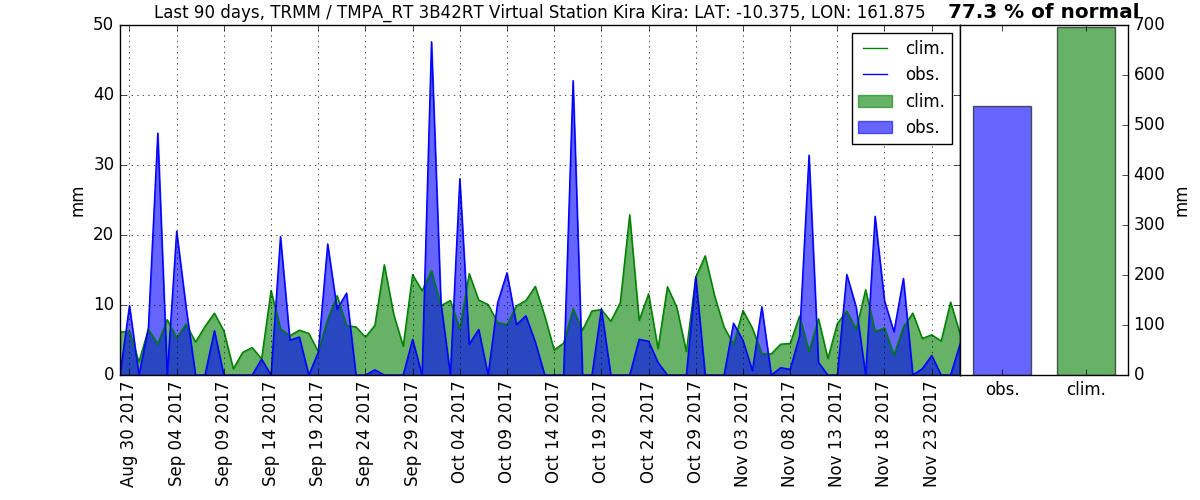 Last 90 days, TRMM / TMPA_RT 3B42RT Virtual Station Kira Kira: LAT: -10.375, LON: 161.875
77.3 % of normal
50
40
30
20
10
0
mm
clim.
obs.
clim.
obs.
700
600
500
400
300
200
100
0
mm
obs.
clim.
Aug 30 2017
Sep 04 2017
Sep 09 2017
Sep 14 2017
Sep 19 2017
Sep 24 2017
Sep 29 2017
Oct 04 2017
Oct 09 2017
Oct 14 2017
Oct 19 2017
Oct 24 2017
Oct 29 2017
Nov 03 2017
Nov 08 2017
Nov 13 2017
Nov 18 2017
Nov 23 2017